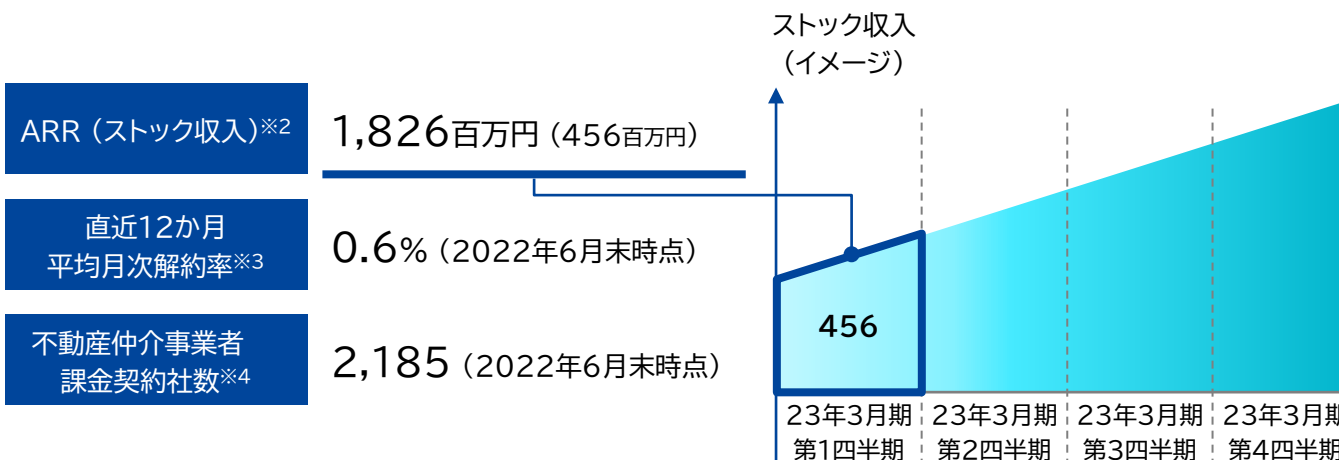 ストック収入
（イメージ）
ARR（ストック収入）※2
1,826百万円（456百万円）
直近12か月
平均月次解約率※3
0.6%（2022年6月末時点）
不動産仲介事業者
課金契約社数※4
2,185（2022年6月末時点）
456
23年3月期
第1四半期
23年3月期
第2四半期
23年3月期
第3四半期
23年3月期
第4四半期